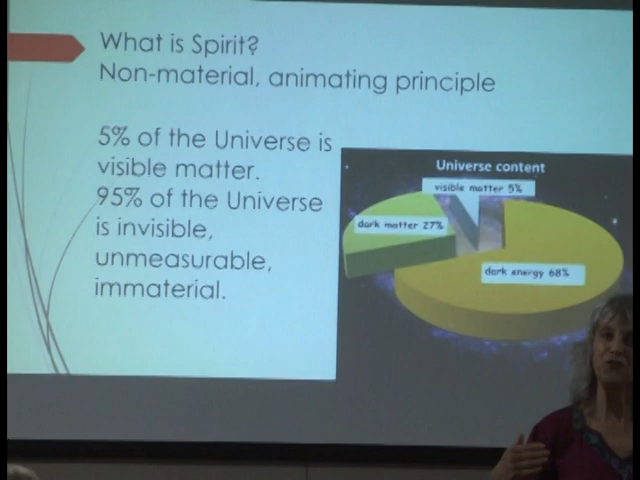 What is Spirit?
Non-material, animating principle
5% of the Universe is
visible matter.
95% of the Universe
is invisible,
unmeasurable,
immaterial.
Universe content
visible matter 5%
dark matter 27%
dark energy 68%